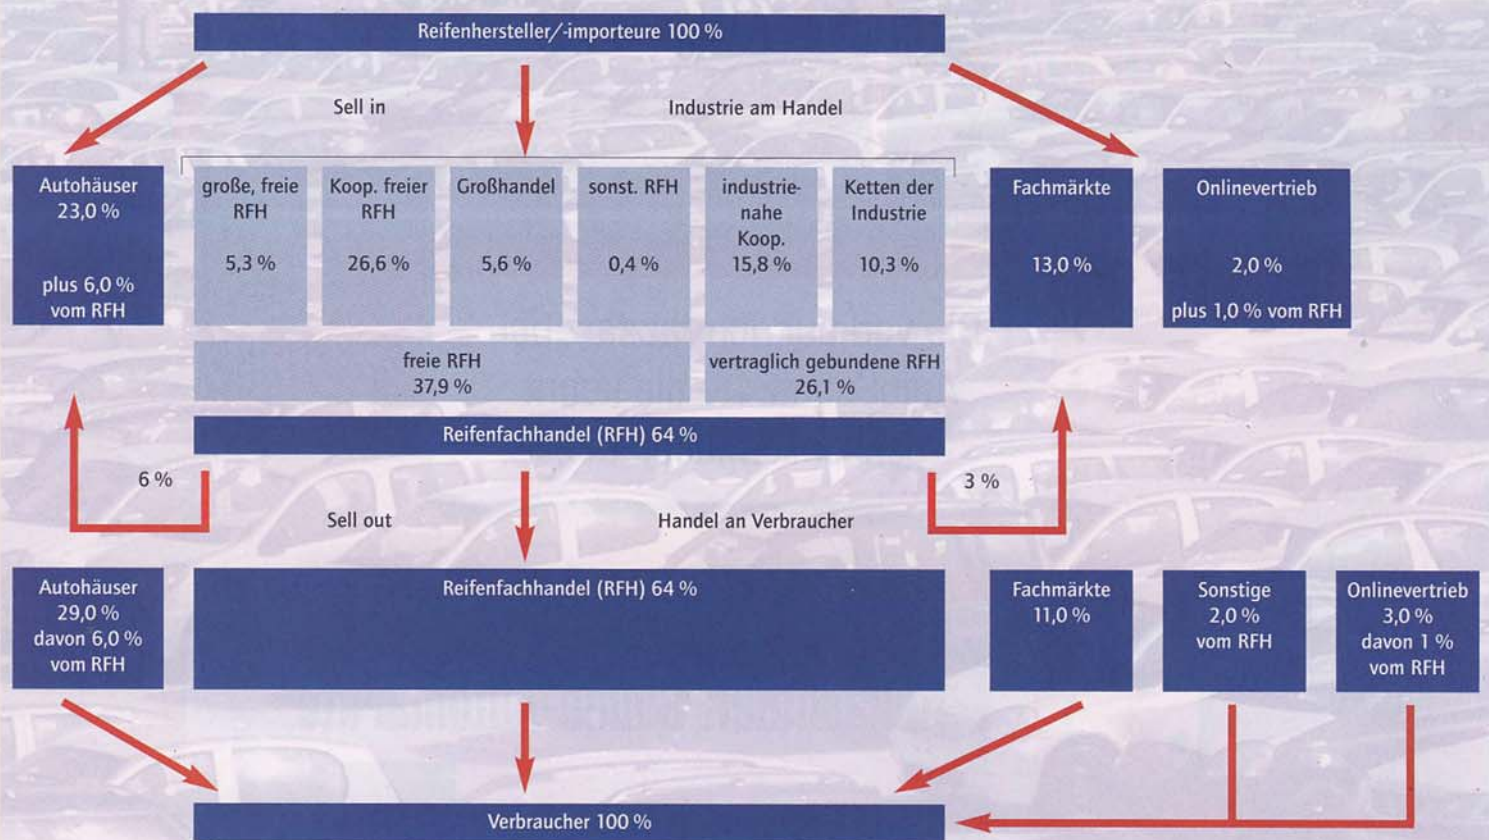 Reifenhersteller/-importeure 100 %
Sell in
Industrie am Handel
Autohäuser
23,0 %
plus 6,0 %
vom RFH
große, freie
RFH
5,3 %
Koop. freier
RFH
26,6 %
Großhandel
5,6 %
sonst. RFH
0,4 %
industrie-
nahe
Koop.
15,8 %
Ketten der
Industrie
10,3 %
Fachmärkte
13,0 %
Onlinevertrieb
2,0 %
plus 1,0 % vom RFH
freie RFH
37,9 %
vertraglich gebundene RFH
26,1 %
Reifenfachhandel (RFH) 64 %
6 %
3 %
Sell out
Handel an Verbraucher
Autohäuser
29,0 %
davon 6,0 %
vom RFH
Reifenfachhandel (RFH) 64 %
Fachmärkte
11,0 %
Sonstige
2,0 %
vom RFH
Onlinevertrieb
3,0 %
davon 1 %
vom RFH
Verbraucher 100 %